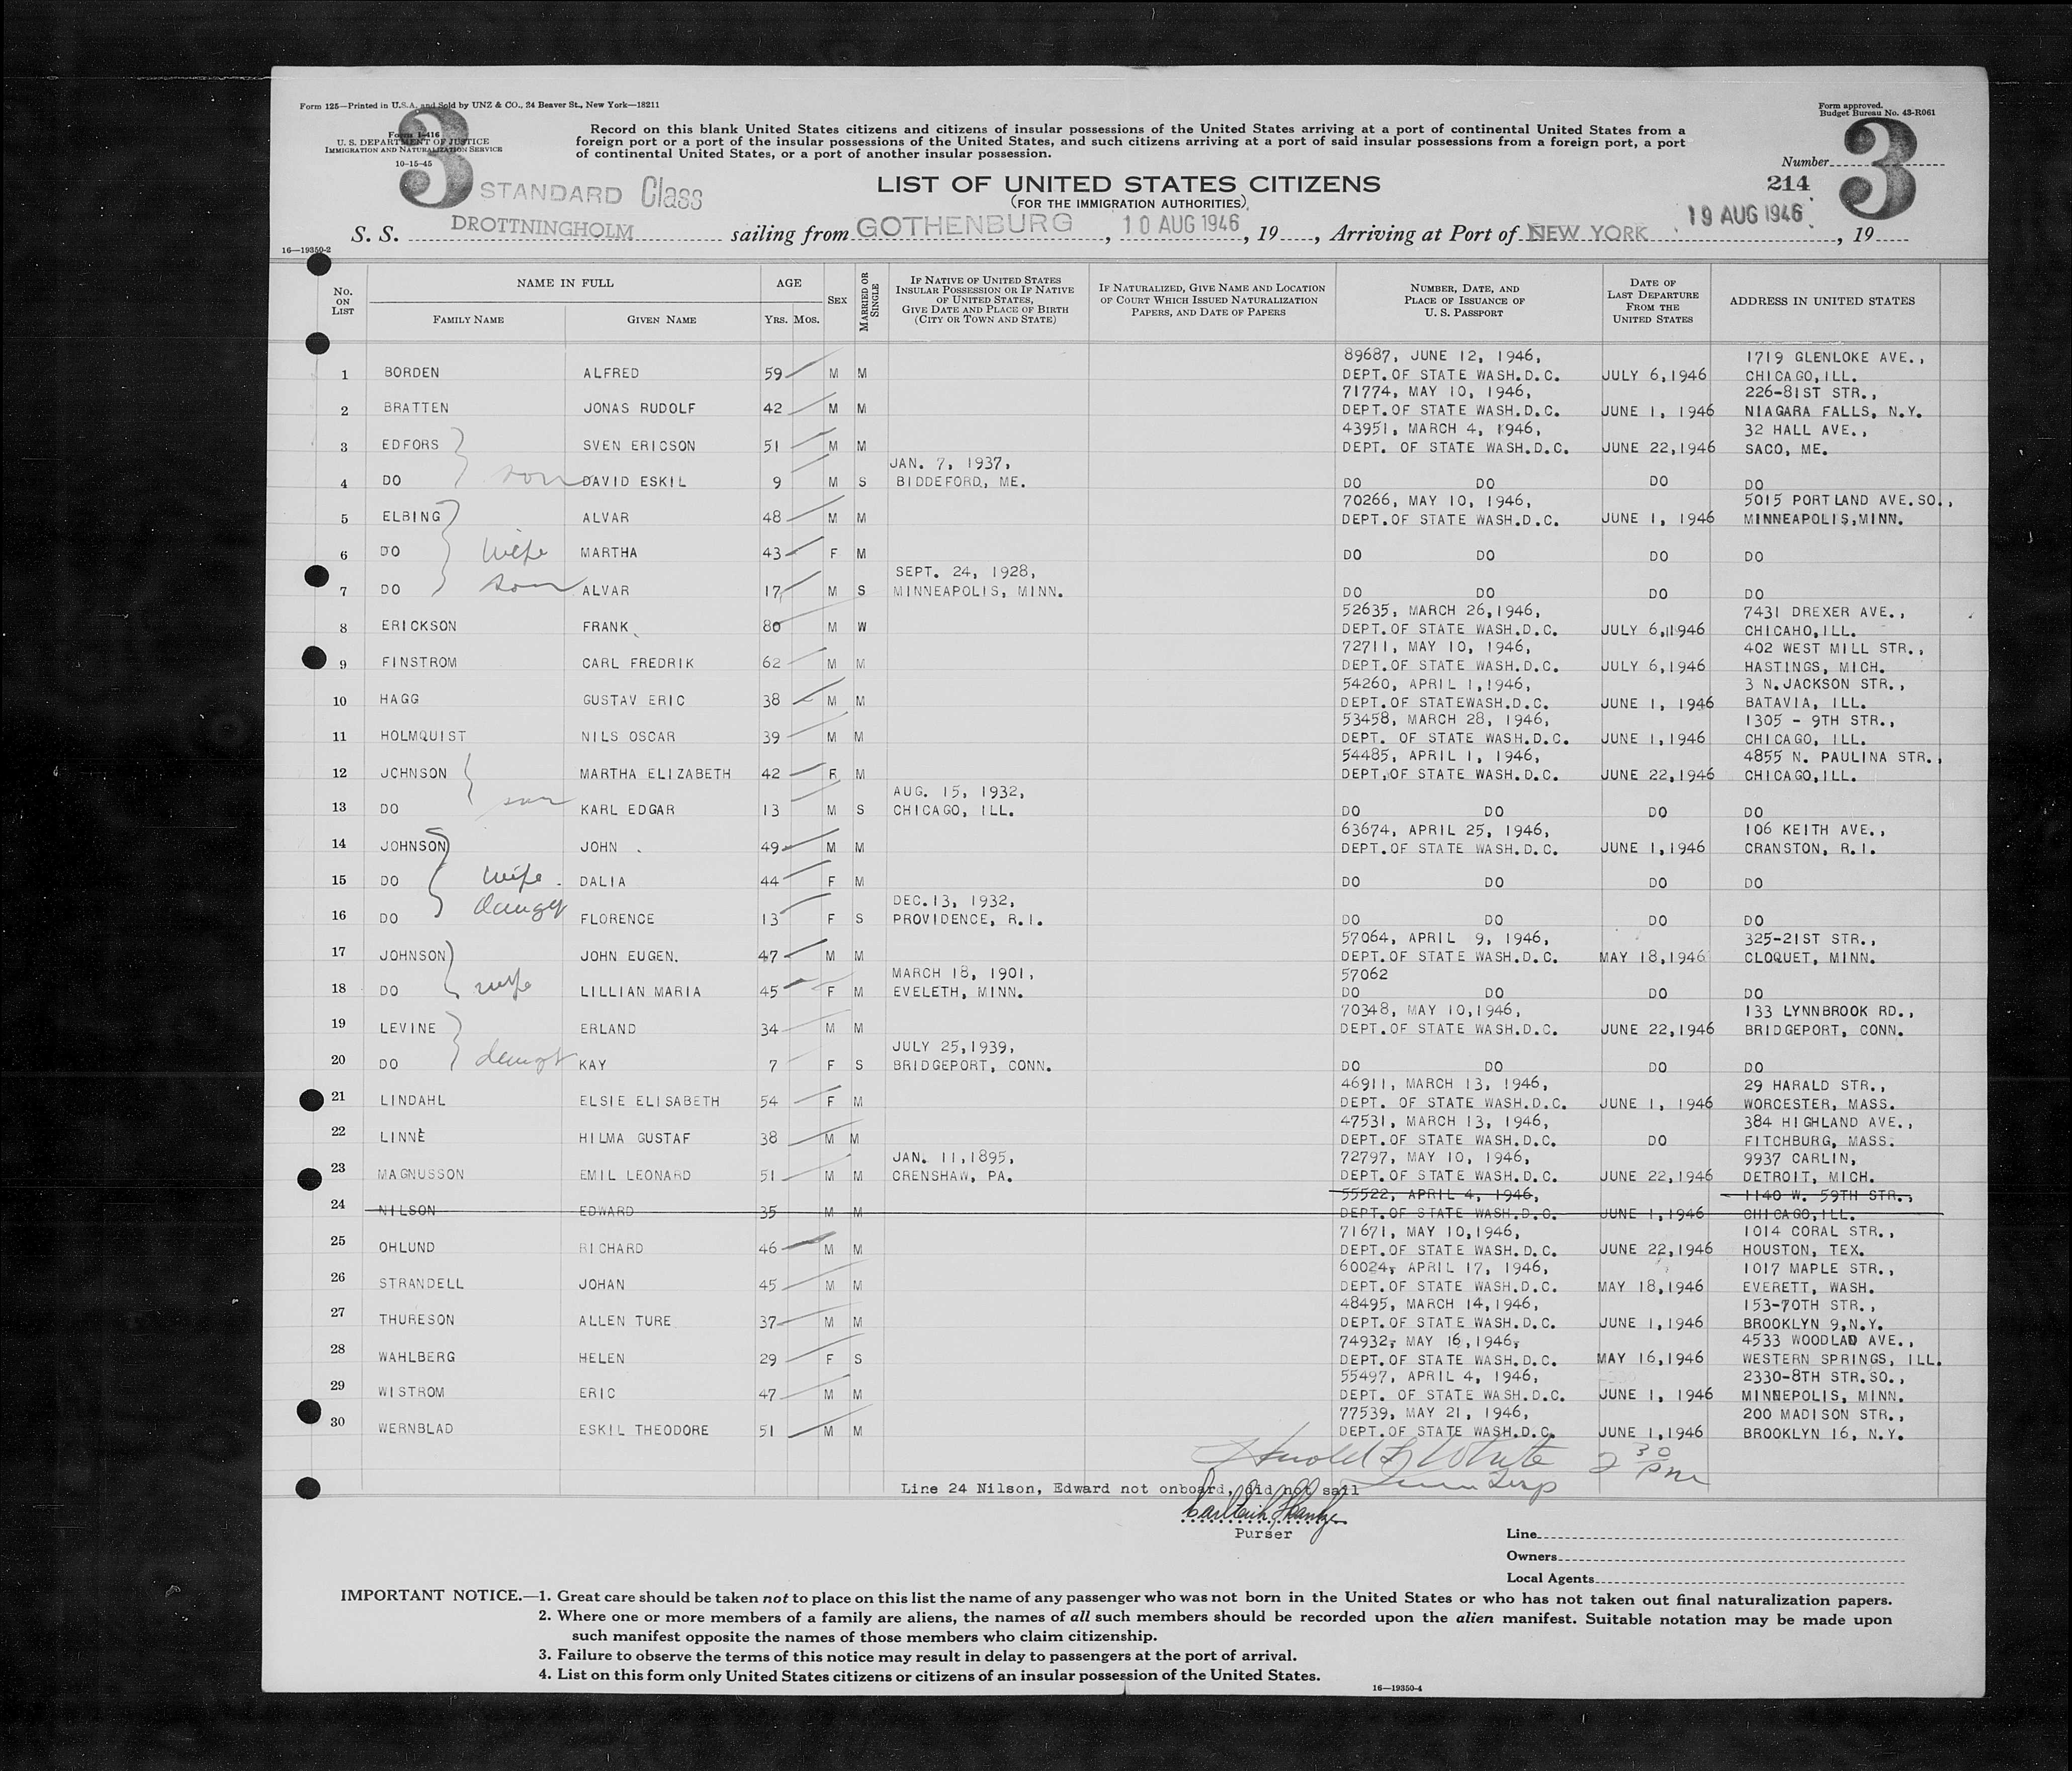 Form 125—Printed in U.S.A. and Sold by UNZ & CO., 24 Beaver St., New York—18211
Form approved.
Budget Bureau No. 43-R061
3
Form I-416
U. S. DEPARTMENT OF JUSTICE
IMMIGRATION AND NATURALIZATION SERVICE
10-15-45
Record on this blank United States citizens and citizens of insular possessions of the United States arriving at a port of continental United States from a
foreign port or a port of the insular possessions of the United States, and such citizens arriving at a port of said insular possessions from a foreign port, a port
of continental United States, or a port of another insular possession.
Number
3
214
STANDARD Class
LIST OF UNITED STATES CITIZENS
(FOR THE IMMIGRATION AUTHORITIES)
S. S. DROTTNINGHOLM sailing from GOTHENBURG, 10 AUG 1946, 19, Arriving at Port of NEW YORK 19 AUG 1946, 19
16—19350-2
No. ON LIST
NAME IN FULL
FAMILY NAME GIVEN NAME
AGE
YRS. MOS.
SEX
MARRIED OR SINGLE
IF NATIVE OF UNITED STATES INSULAR POSSESSION OR IF NATIVE OF UNITED STATES, GIVE DATE AND PLACE OF BIRTH (CITY OR TOWN AND STATE)
IF NATURALIZED, GIVE NAME AND LOCATION OF COURT WHICH ISSUED NATURALIZATION PAPERS, AND DATE OF PAPERS
NUMBER, DATE, AND PLACE OF ISSUANCE OF U. S. PASSPORT
DATE OF LAST DEPARTURE FROM THE UNITED STATES
ADDRESS IN UNITED STATES
89687, JUNE 12, 1946, 1719 GLENLOKE AVE.,
1 BORDEN ALFRED 59 M M DEPT.OF STATE WASH.D.C. JULY 6,1946 CHICAGO,ILL.
71774, MAY 10, 1946, 226-81ST STR.,
2 BRATTEN JONAS RUDOLF 42 M M DEPT.OF STATE WASH.D.C. JUNE 1, 1946 NIAGARA FALLS, N.Y.
43951, MARCH 4, 1946, 32 HALL AVE.,
3 EDFORS SVEN ERICSON 51 M M DEPT. OF STATE WASH.D.C. JUNE 22,1946 SACO, ME.
JAN. 7, 1937,
4 DO son DAVID ESKIL 9 M S BIDDEFORD, ME. DO DO DO DO
70266, MAY 10, 1946, 5015 PORTLAND AVE.SO.,
5 ELBING ALVAR 48 M M DEPT.OF STATE WASH.D.C. JUNE 1, 1946 MINNEAPOLIS,MINN.
6 DO wife MARTHA 43 F M DO DO DO DO
SEPT. 24, 1928,
7 DO son ALVAR 17 M S MINNEAPOLIS, MINN. DO DO DO DO
52635, MARCH 26,1946, 7431 DREXER AVE.,
8 ERICKSON FRANK 80 M W DEPT.OF STATE WASH.D.C. JULY 6,1946 CHICAHO,ILL.
72711, MAY 10, 1946, 402 WEST MILL STR.,
9 FINSTROM CARL FREDRIK 62 M M DEPT.OF STATE WASH.D.C. JULY 6,1946 HASTINGS, MICH.
54260, APRIL 1,1946, 3 N.JACKSON STR.,
10 HAGG GUSTAV ERIC 38 M M DEPT.OF STATEWASH.D.C. JUNE 1, 1946 BATAVIA, ILL.
53458, MARCH 28, 1946, 1305 - 9TH STR.,
11 HOLMQUIST NILS OSCAR 39 M M DEPT. OF STATE WASH.D.C. JUNE 1,1946 CHICAGO, ILL.
54485, APRIL 1, 1946, 4855 N. PAULINA STR.,
12 JCHNSON MARTHA ELIZABETH 42 F M DEPT.OF STATE WASH.D.C. JUNE 22,1946 CHICAGO,ILL.
AUG. 15, 1932,
13 DO son KARL EDGAR 13 M S CHICAGO, ILL. DO DO DO DO
63674, APRIL 25, 1946, 106 KEITH AVE.,
14 JOHNSON JOHN . 49 M M DEPT.OF STATE WASH.D.C. JUNE 1,1946 CRANSTON, R.I.
15 DO wife. DALIA 44 F M DO DO DO DO
DEC.13, 1932,
16 DO FLORENCE 13 F S PROVIDENCE, R.I. DO DO DO DO
57064, APRIL 9, 1946, 325-21ST STR.,
17 JOHNSON JOHN EUGEN. 47 M M DEPT.OF STATE WASH.D.C. MAY 18,1946 CLOQUET, MINN.
MARCH 18, 1901, 57062
18 DO wife LILLIAN MARIA 45 F M EVELETH, MINN. DO DO DO DO
70348, MAY 10,1946, 133 LYNNBROOK RD.,
19 LEVINE ERLAND 34 M M DEPT.OF STATE WASH.D.C. JUNE 22,1946 BRIDGEPORT, CONN.
JULY 25,1939,
20 DO KAY 7 F S BRIDGEPORT, CONN. DO DO DO DO
46911, MARCH 13, 1946, 29 HARALD STR.,
21 LINDAHL ELSIE ELISABETH 54 F M DEPT. OF STATE WASH.D.C. JUNE 1, 1946 WORCESTER, MASS.
47531, MARCH 13, 1946, 384 HIGHLAND AVE.,
22 LINNÈ HILMA GUSTAF 38 M M DEPT.OF STATE WASH.D.C. DO FITCHBURG, MASS.
JAN. 11,1895, 72797, MAY 10, 1946, 9937 CARLIN,
23 MAGNUSSON EMIL LEONARD 51 M M CRENSHAW, PA. DEPT.OF STATE WASH.D.C. JUNE 22,1946 DETROIT, MICH.
55522, APRIL 4, 1946, 1140 W. 59TH STR.,
24 NILSON EDWARD 35 M M DEPT.OF STATE WASH.D.C. JUNE 1,1946 CHICAGO,ILL.
71671, MAY 10,1946, 1014 CORAL STR.,
25 OHLUND RICHARD 46 M M DEPT.OF STATE WASH.D.C. JUNE 22,1946 HOUSTON, TEX.
60024, APRIL 17, 1946, 1017 MAPLE STR.,
26 STRANDELL JOHAN 45 M M DEPT.OF STATE WASH.D.C. MAY 18,1946 EVERETT, WASH.
48495, MARCH 14,1946, 153-70TH STR.,
27 THURESON ALLEN TURE 37 M M DEPT.OF STATE WASH.D.C. JUNE 1,1946 BROOKLYN 9,N.Y.
74932, MAY 16,1946, 4533 WOODLAD AVE.,
28 WAHLBERG HELEN 29 F S DEPT.OF STATE WASH.D.C. MAY 16,1946 WESTERN SPRINGS, ILL.
55497, APRIL 4, 1946, 2330-8TH STR.SO.,
29 WISTROM ERIC 47 M M DEPT. OF STATE WASH.D.C. JUNE 1, 1946 MINNEPOLIS, MINN.
77539, MAY 21, 1946, 200 MADISON STR.,
30 WERNBLAD ESKIL THEODORE 51 M M DEPT.OF STATE WASH.D.C. JUNE 1,1946 BROOKLYN 16, N.Y.
Harold White 2 30 pm
Line 24 Nilson, Edward not onboard, did not sail
Purser
Line
Owners
Local Agents
IMPORTANT NOTICE.—1. Great care should be taken not to place on this list the name of any passenger who was not born in the United States or who has not taken out final naturalization papers.
2. Where one or more members of a family are aliens, the names of all such members should be recorded upon the alien manifest. Suitable notation may be made upon
such manifest opposite the names of those members who claim citizenship.
3. Failure to observe the terms of this notice may result in delay to passengers at the port of arrival.
4. List on this form only United States citizens or citizens of an insular possession of the United States.
16—19350-4